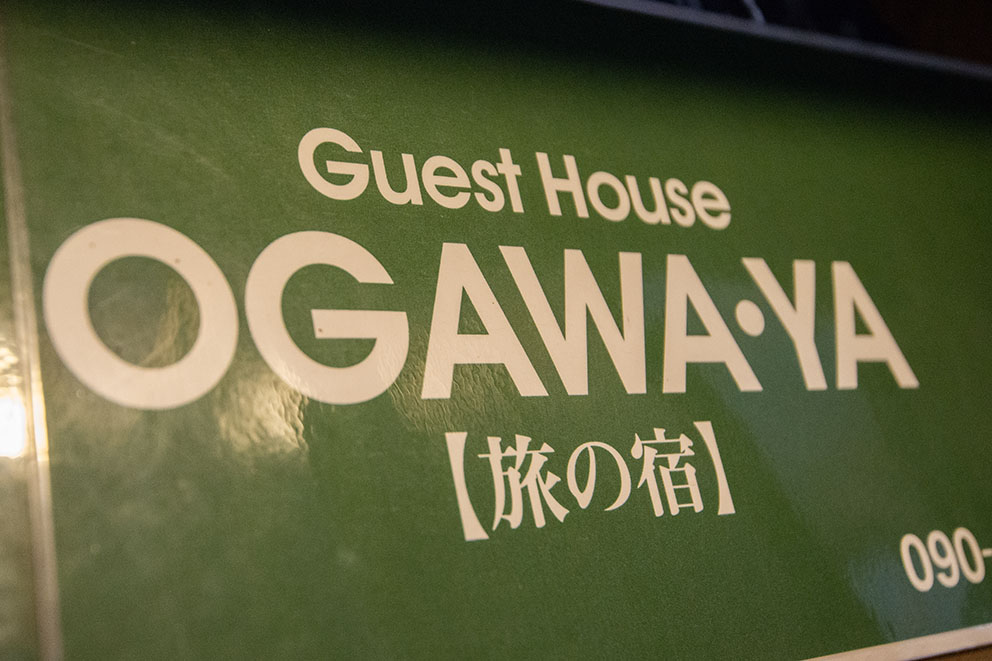 Guest House
OGAWA・YA
【旅の宿】
090-